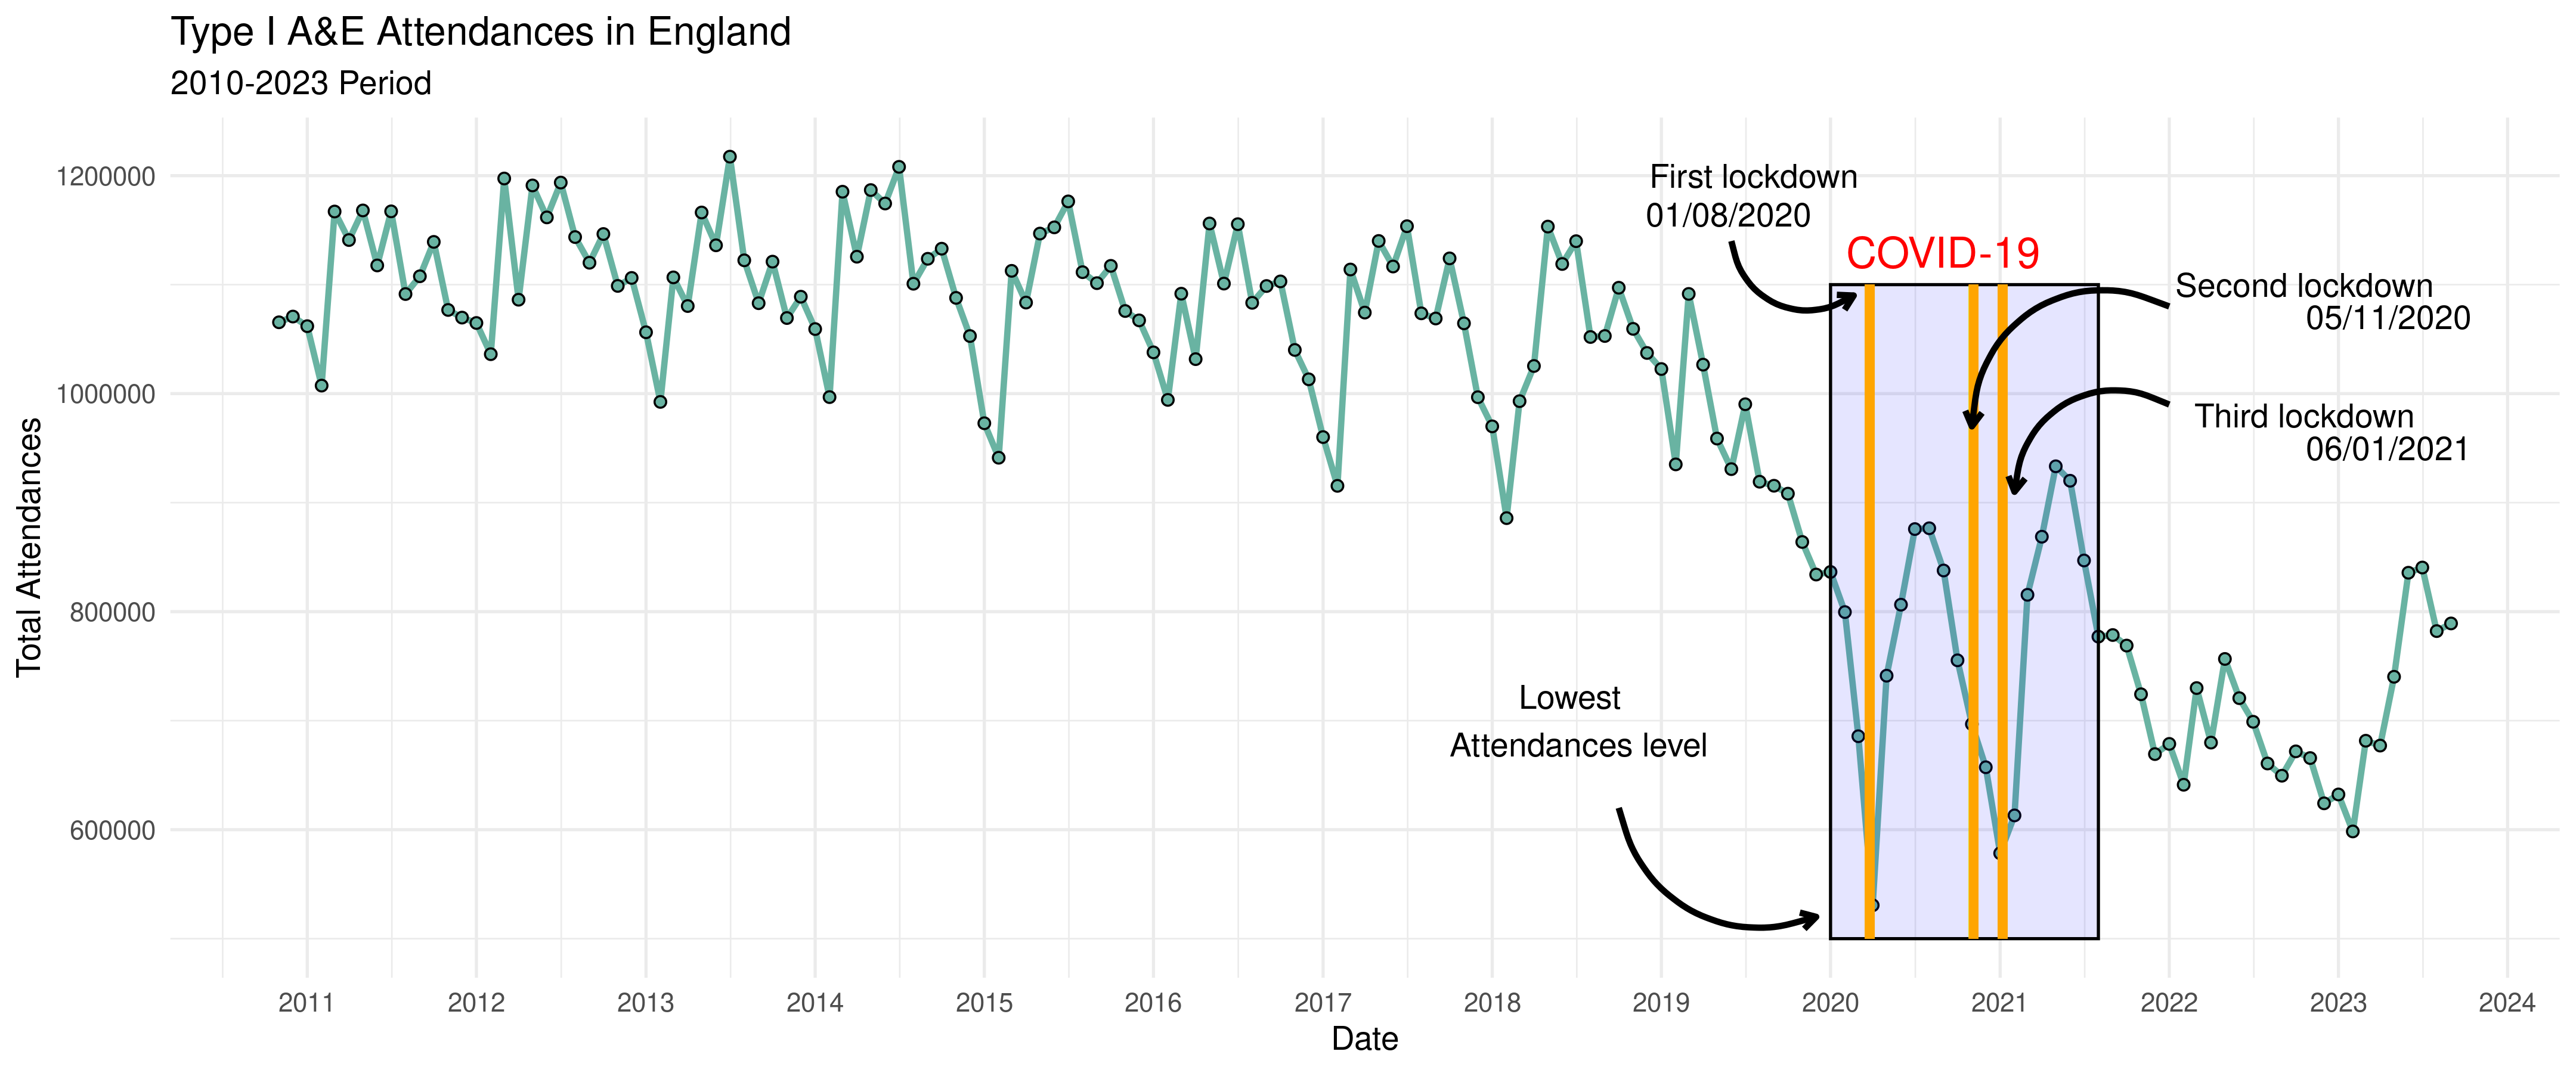 Type I A&E Attendances in England
2010-2023 Period
Total Attendances
1200000
1000000
800000
600000
First lockdown
01/08/2020
COVID-19
Second lockdown
05/11/2020
Third lockdown
06/01/2021
Lowest
Attendances level
2011 2012 2013 2014 2015 2016 2017 2018 2019 2020 2021 2022 2023 2024
Date